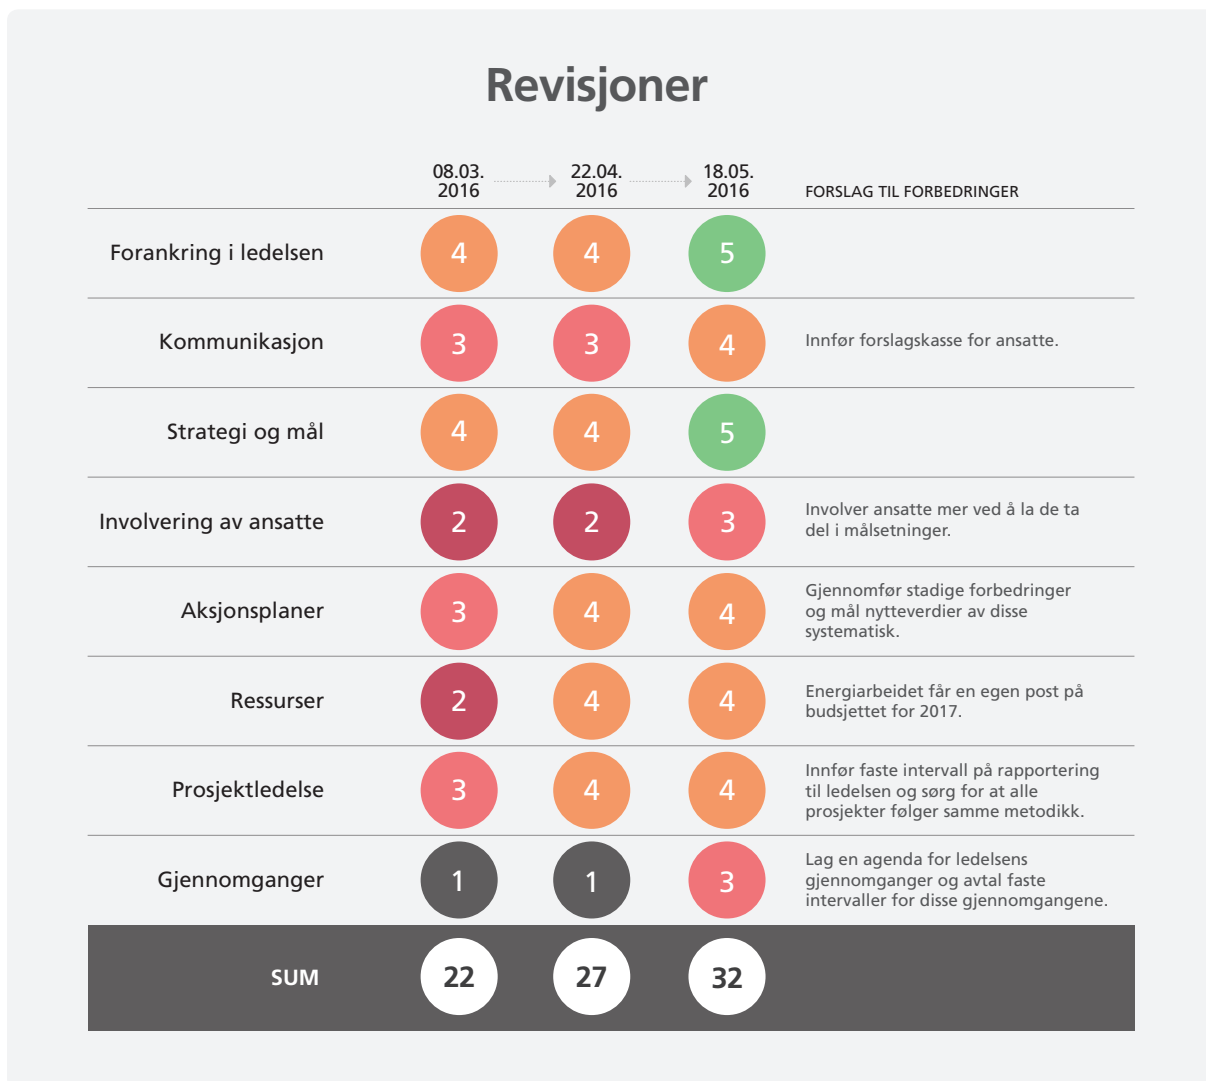 Revisjoner
08.03.
2016
22.04.
2016
18.05.
2016
FORSLAG TIL FORBEDRINGER
Forankring i ledelsen
4
4
5
Kommunikasjon
3
3
4
Innfør forslagskasse for ansatte.
Strategi og mål
4
4
5
Involvering av ansatte
2
2
3
Involver ansatte mer ved å la de ta
del i målsetninger.
Aksjonsplaner
3
4
4
Gjennomfør stadige forbedringer
og mål nytteverdier av disse
systematisk.
Ressurser
2
4
4
Energiarbeidet får en egen post på
budsjettet for 2017.
Prosjektledelse
3
4
4
Innfør faste intervall på rapportering
til ledelsen og sørg for at alle
prosjekter følger samme metodikk.
Gjennomganger
1
1
3
Lag en agenda for ledelsens
gjennomganger og avtal faste
intervaller for disse gjennomgangene.
SUM
22
27
32